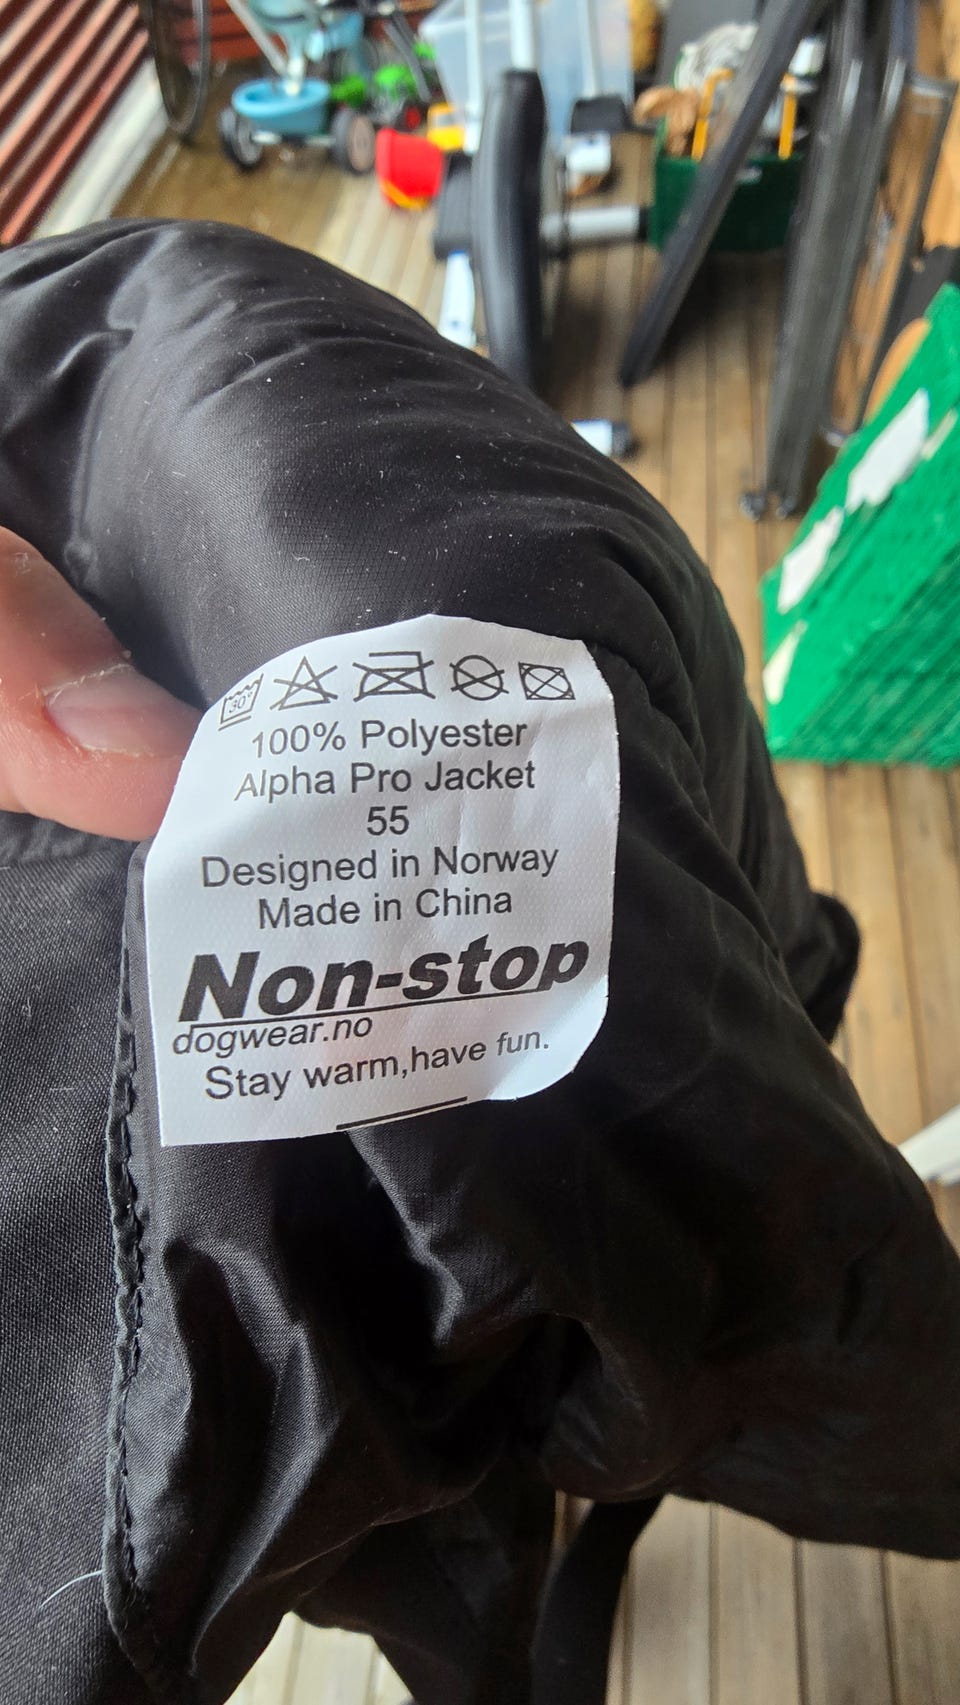 30°
100% Polyester
Alpha Pro Jacket
55
Designed in Norway
Made in China
Non-stop
dogwear.no
Stay warm,have fun.